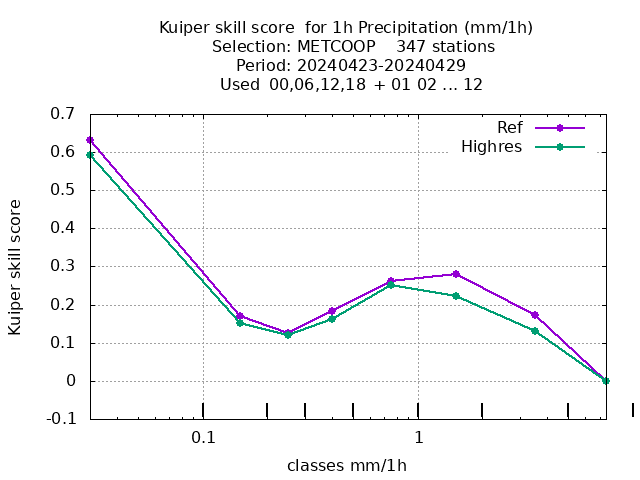 Kuiper skill score  for 1h Precipitation (mm/1h)
Selection: METCOOP    347 stations
Period: 20240423-20240429
Used  00,06,12,18  + 01 02 ... 12
Ref
Highres
0.7
0.6
0.5
0.4
0.3
0.2
0.1
0
-0.1
Kuiper skill score
0.1
1
classes mm/1h